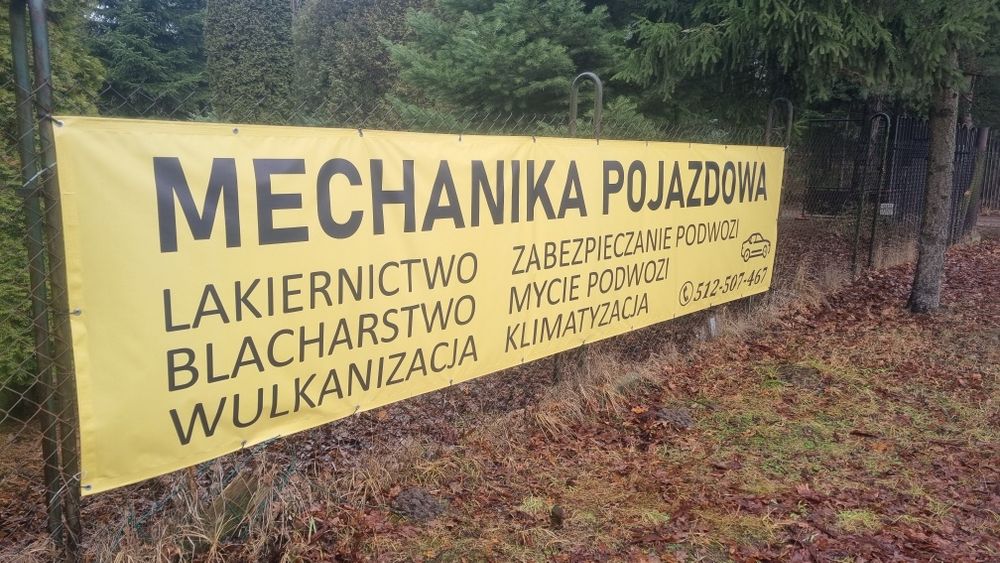 MECHANIKA POJAZDOWA
LAKIERNICTWO
BLACHARSTWO
WULKANIZACJA
ZABEZPIECZANIE PODWOZI
MYCIE PODWOZI
KLIMATYZACJA
512-507-467